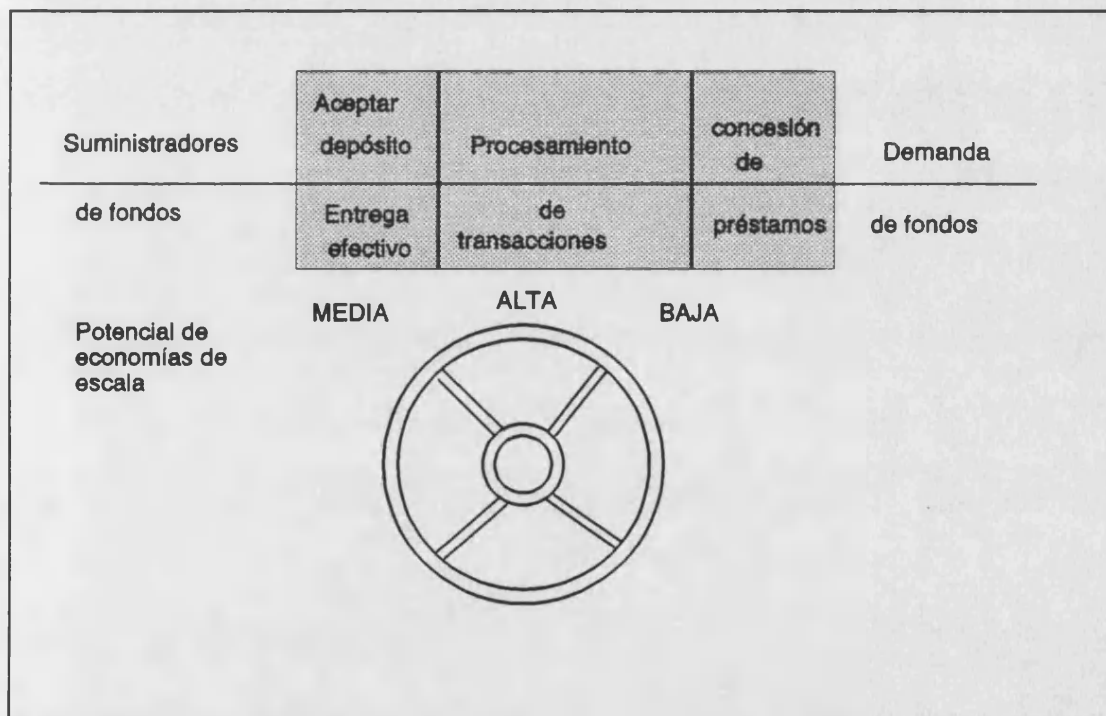 Suministradores
de fondos
Aceptar
depósito
Entrega
efectivo
Procesamiento
de
transacciones
concesión
de
préstamos
Demanda
de fondos
MEDIA
ALTA
BAJA
Potencial de
economías de
escala